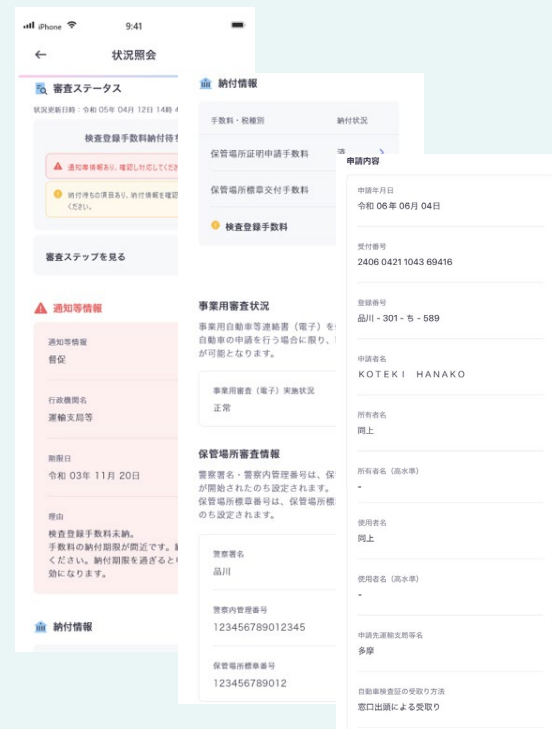 iPhone
9:41
状況照会
審査ステータス
状況更新日時：令和 05年 04月 12日 14時 4
検査登録手数料納付待ち
通知等情報あり、確認し対応してくださ
納付待ちの項目あり、納付情報を確認
ください。
審査ステップを見る
通知等情報
通知等情報
督促
行政機関名
運輸支局等
期限日
令和 03年 11月 20日
理由
検査登録手数料未納。
手数料の納付期限が間近です。
ください。納付期限を過ぎると
効になります。
納付情報
納付情報
手数料・税種別
納付状況
保管場所証明申請手数料
済
保管場所標章交付手数料
検査登録手数料
事業用審査状況
事業用自動車等連絡書（電子）を
自動車の申請を行う場合に限り、
が可能となります。
事業用審査（電子）実施状況
正常
保管場所審査情報
警察署名・警察内管理番号は、保
が開始されたのち設定されます。
保管場所標章番号は、保管場所標
のち設定されます。
警察署名
品川
警察内管理番号
123456789012345
保管場所標章番号
123456789012
申請内容
申請年月日
令和 06年 06月 04日
受付番号
2406 0421 1043 69416
登録番号
品川 - 301 - ち - 589
申請者名
ＫＯＴＥＫＩ　ＨＡＮＡＫＯ
所有者名
同上
所有者名（高水準）
-
使用者名
同上
使用者名（高水準）
-
申請先運輸支局等名
多摩
自動車検査証の受取り方法
窓口出頭による受取り